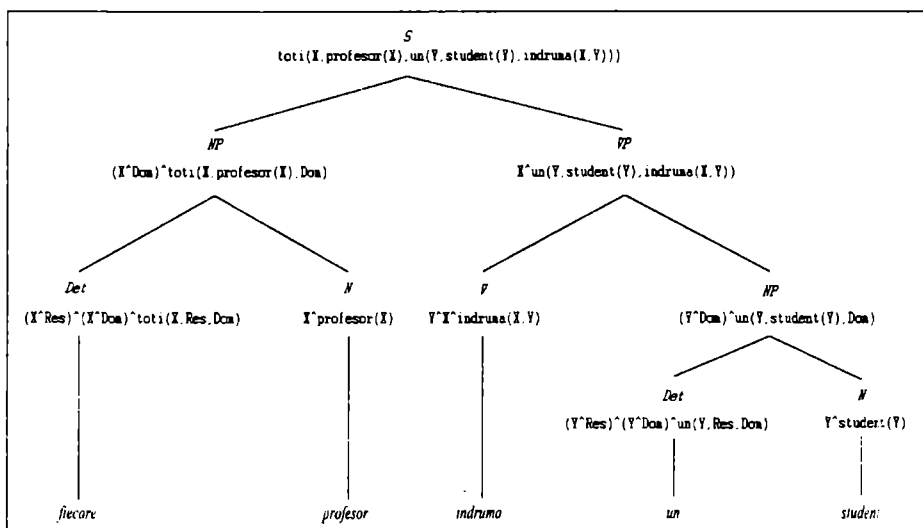 S
toti(X,profesor(X),un(Y,student(Y),indruma(X,Y)))
NP VP
(X^Dom)^toti(X,profesor(X),Dom) X^un(Y,student(Y),indruma(X,Y))
Det N V NP
(X^Res)^(X^Dom)^toti(X,Res,Dom) X^profesor(X) Y^X^indruma(X,Y) (Y^Dom)^un(Y,student(Y),Dom)
Det N
(Y^Res)^(Y^Dom)^un(Y,Res,Dom) Y^student(Y)
fiecare profesor indruma un student